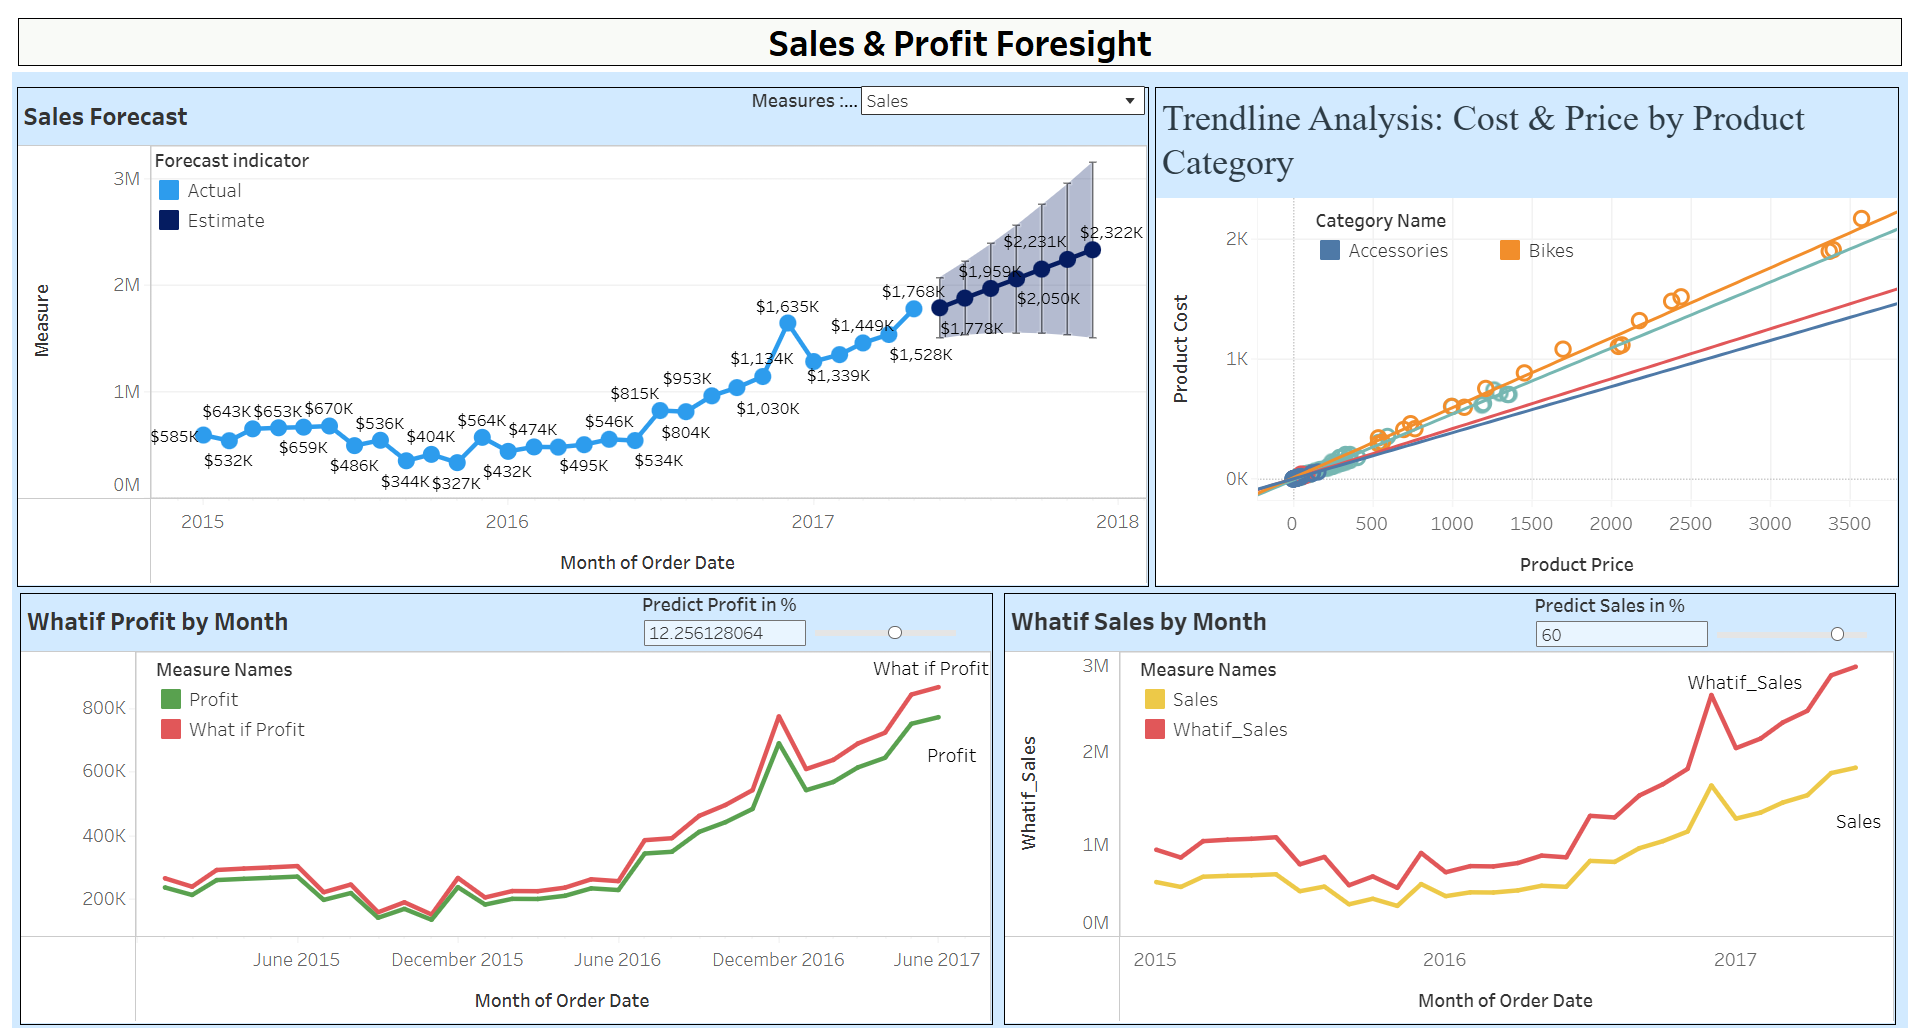 Sales & Profit Foresight
Sales Forecast
Measures :...
Sales
Forecast indicator
Actual
Estimate
Measure
3M
2M
1M
0M
$585K
$643K
$532K
$653K
$659K
$670K
$486K
$536K
$344K
$404K
$327K
$564K
$432K
$474K
$495K
$546K
$534K
$815K
$804K
$953K
$1,030K
$1,134K
$1,635K
$1,339K
$1,449K
$1,528K
$1,768K
$1,778K
$1,959K
$2,050K
$2,231K
$2,322K
2015
2016
2017
2018
Month of Order Date
Trendline Analysis: Cost & Price by Product
Category
Category Name
Accessories
Bikes
Product Cost
2K
1K
0K
0
500
1000
1500
2000
2500
3000
3500
Product Price
Whatif Profit by Month
Predict Profit in %
12.256128064
Measure Names
Profit
What if Profit
What if Profit
Profit
800K
600K
400K
200K
June 2015
December 2015
June 2016
December 2016
June 2017
Month of Order Date
Whatif Sales by Month
Predict Sales in %
60
Measure Names
Sales
Whatif_Sales
Whatif_Sales
Sales
Whatif_Sales
3M
2M
1M
0M
2015
2016
2017
Month of Order Date